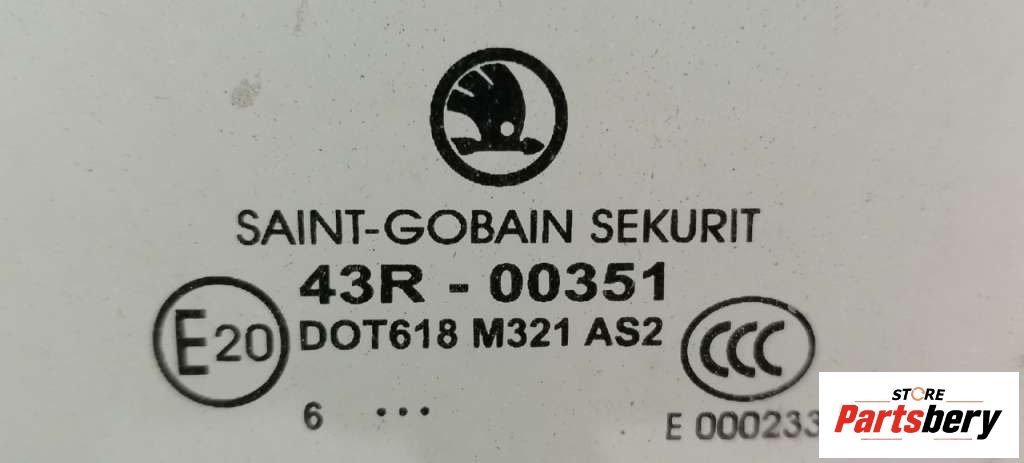 SAINT-GOBAIN SEKURIT
43R - 00351
E20
DOT618 M321 AS2
CCC
6 ...
E 000233
STORE
Partsbery